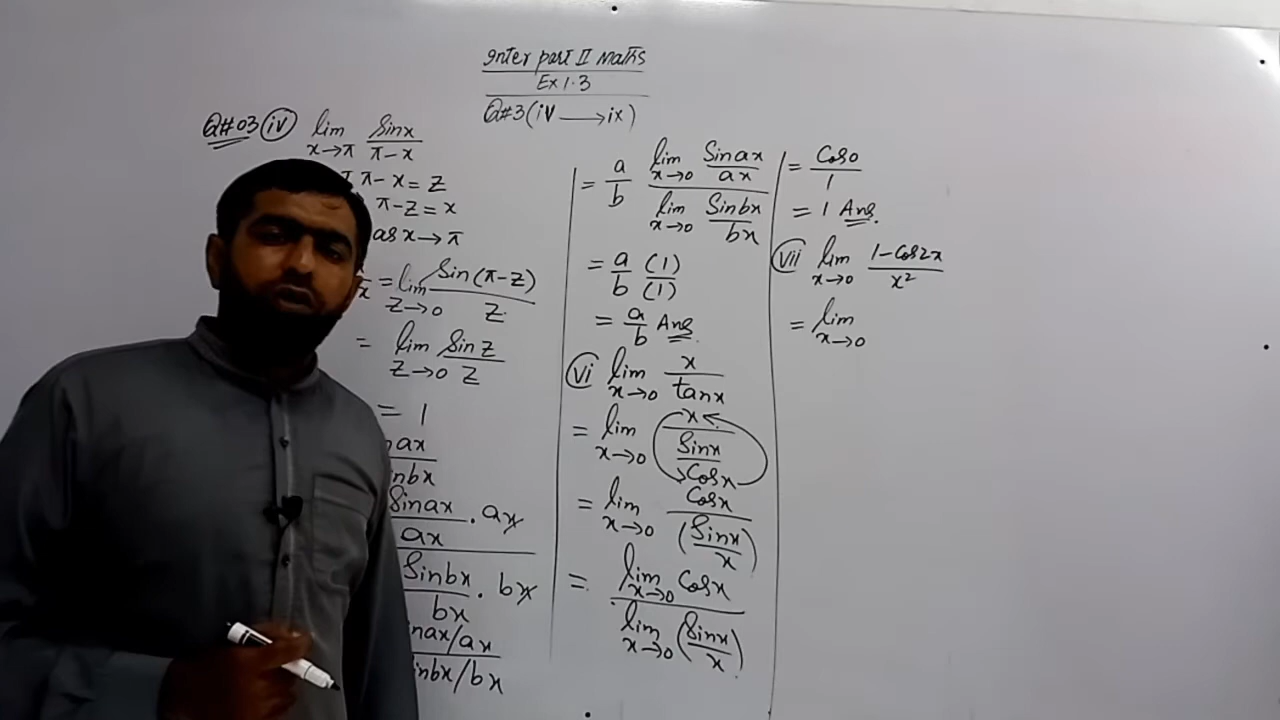 Inter part II Maths
Ex 1.3
Q#3(iv ⟶ ix)
Q#03 (iv) lim x→π sinx/(π-x)
π-x = z
π-z = x
as x→π
= lim z→0 Sin(π-z)/z
= lim z→0 Sinz/z
= 1
ax
nbx
Sinax/ax . ax
Sinbx/bx . bx
inax/ax
inbx/bx
= a/b lim x→0 Sinax/ax / lim x→0 Sinbx/bx
= a/b (1)/(1)
= a/b Ans.
(vi) lim x→0 x/tanx
= lim x→0 x/(Sinx/Cosx)
= lim x→0 Cosx/(Sinx/x)
= lim x→0 Cosx / lim x→0 (Sinx/x)
= Cos0/1
= 1 Ans.
(vii) lim x→0 (1-Cos2x)/x²
= lim x→0